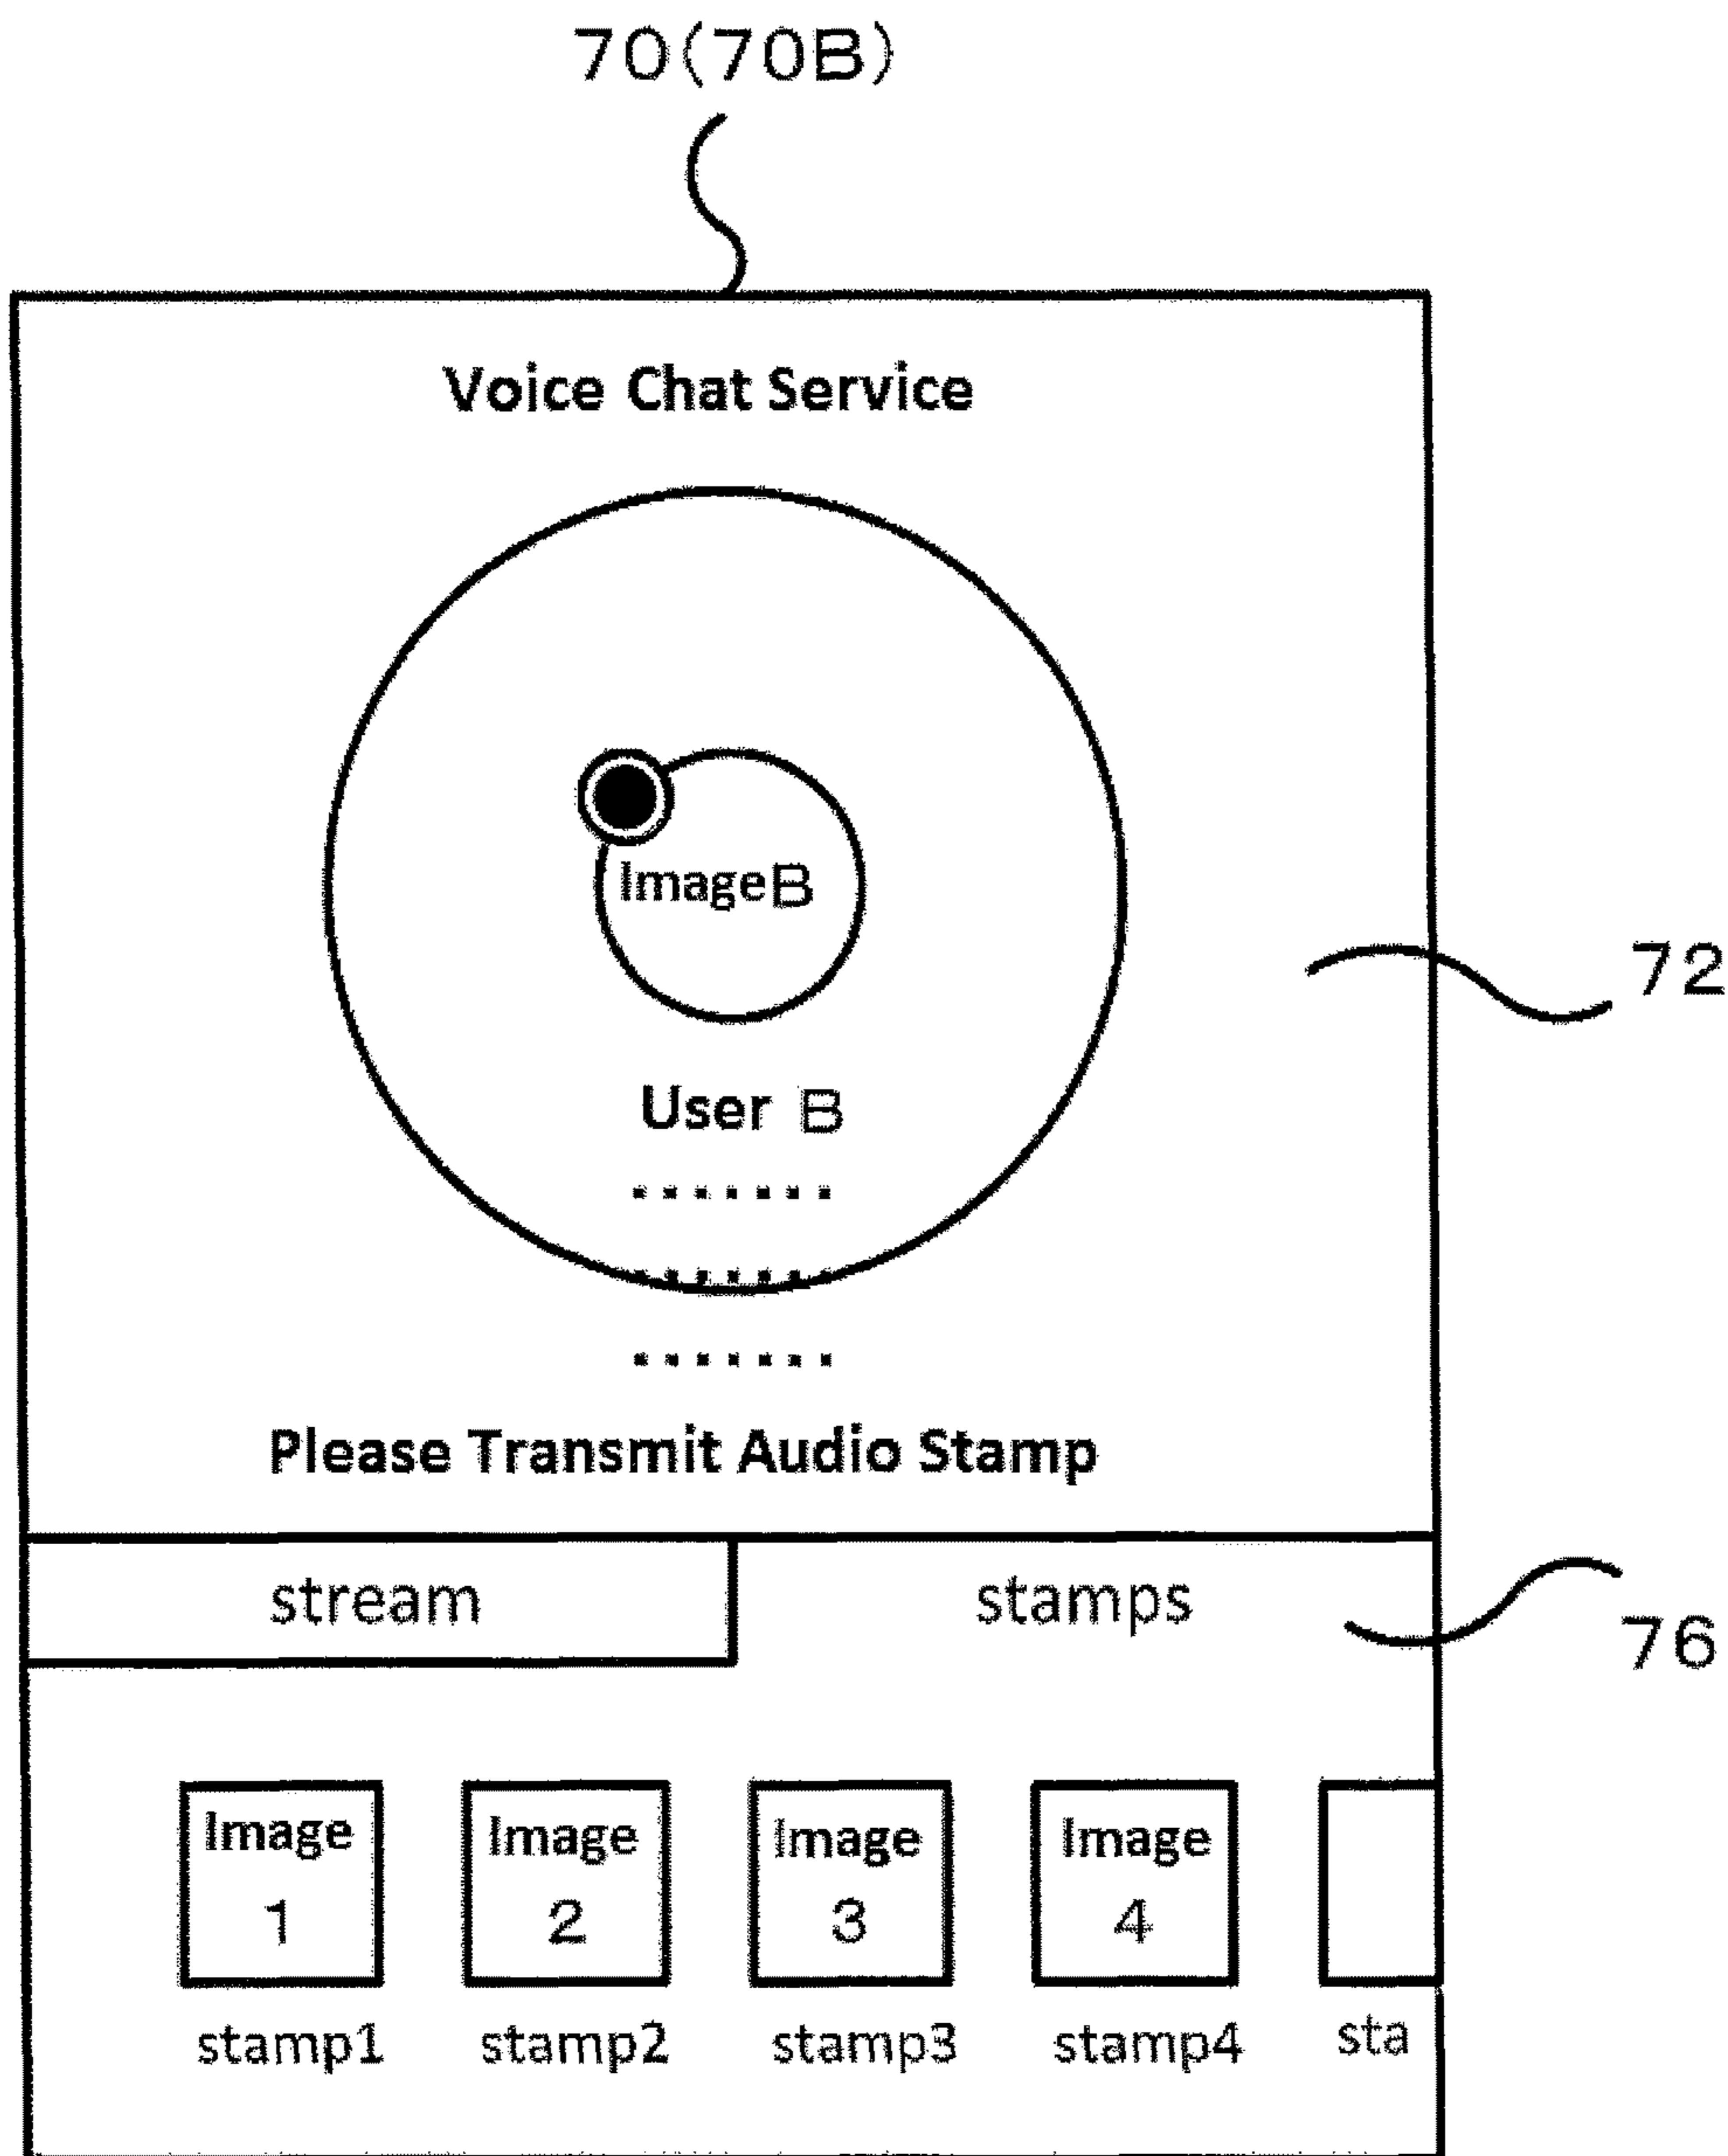 70(70B)
Voice Chat Service
Image B
72
User B
.......
.......
.......
Please Transmit Audio Stamp
stream stamps
76
Image Image Image Image
1 2 3 4
stamp1 stamp2 stamp3 stamp4 sta